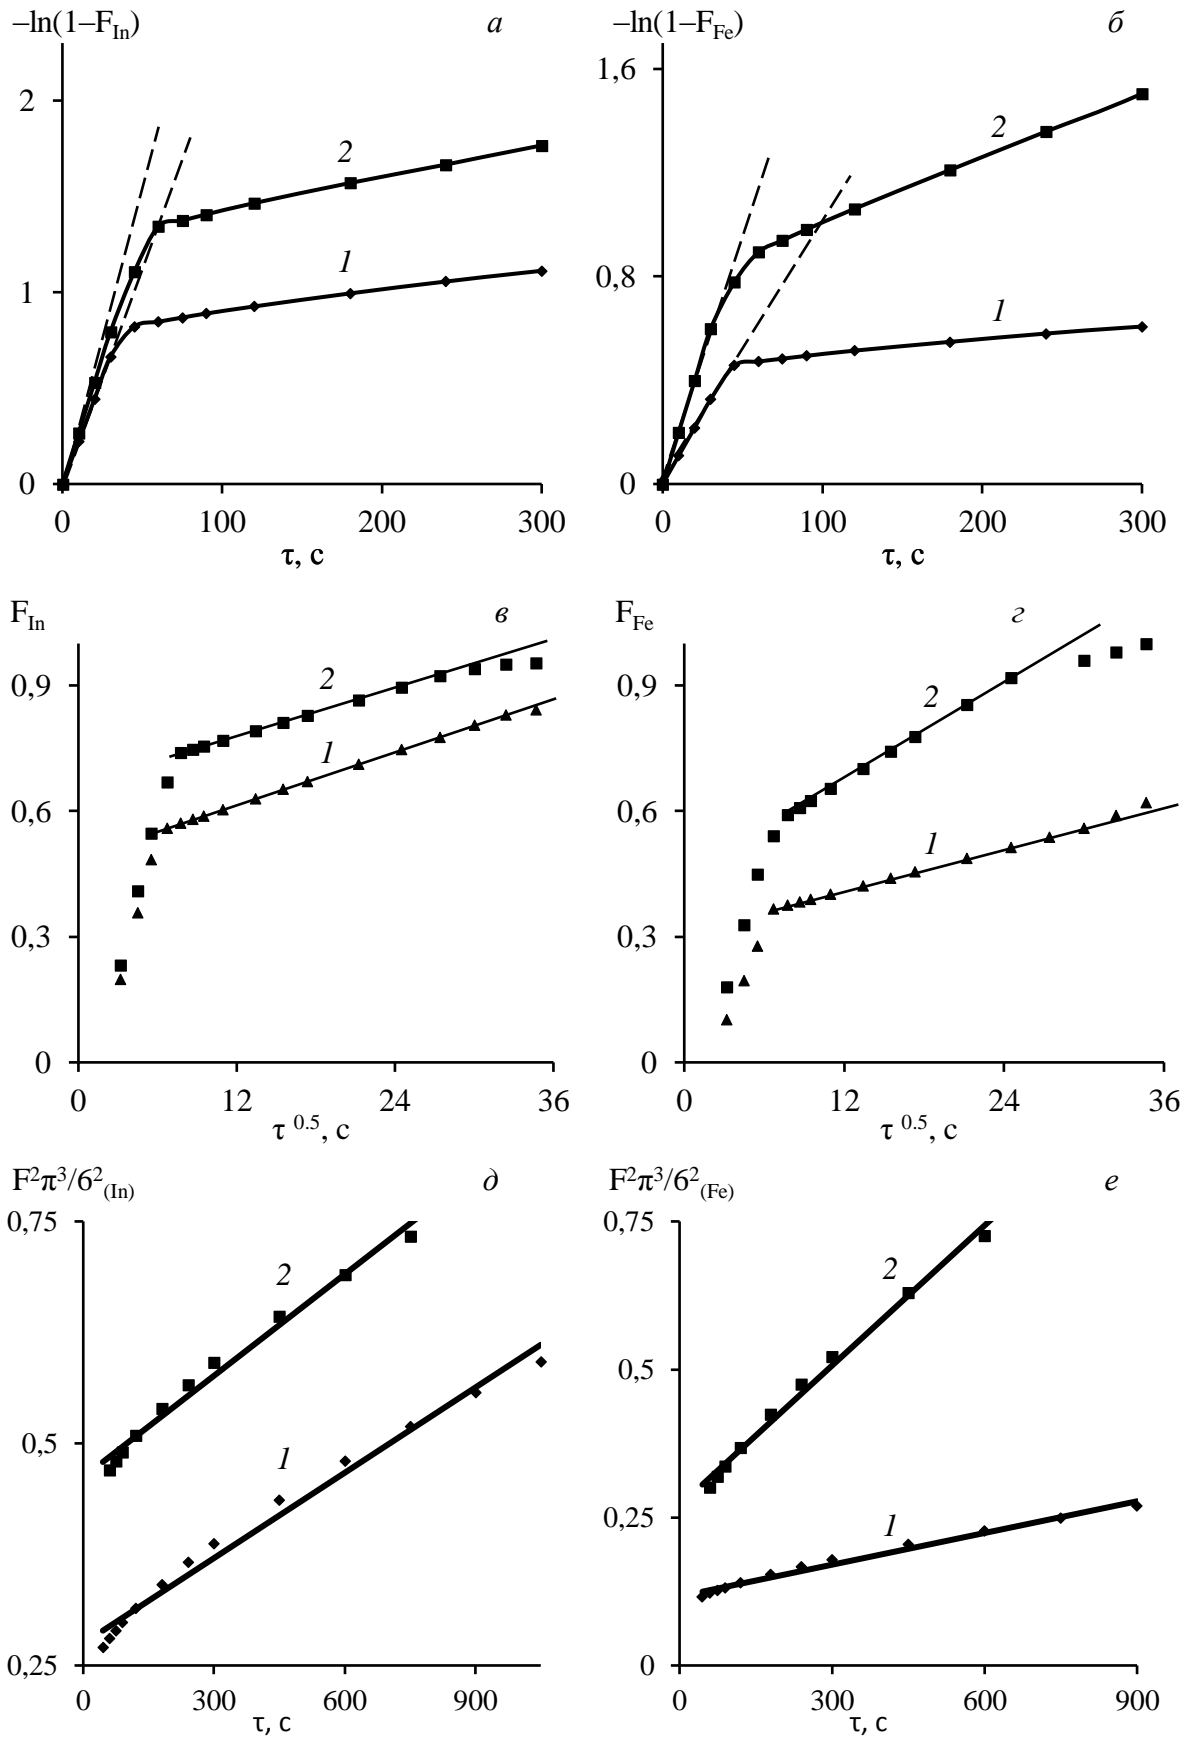 –ln(1–F_In) а
2
1
0
2
1
0 100 200 300
τ, с
–ln(1–F_Fe) б
1,6
0,8
0
2
1
0 100 200 300
τ, с
F_In в
0,9
0,6
0,3
0
2
1
0 12 24 36
τ ^0.5, с
F_Fe г
0,9
0,6
0,3
0
2
1
0 12 24 36
τ ^0.5, с
F²π³/6²_(In) д
0,75
0,5
0,25
2
1
0 300 600 900
τ, с
F²π³/6²_(Fe) е
0,75
0,5
0,25
0
2
1
0 300 600 900
τ, с